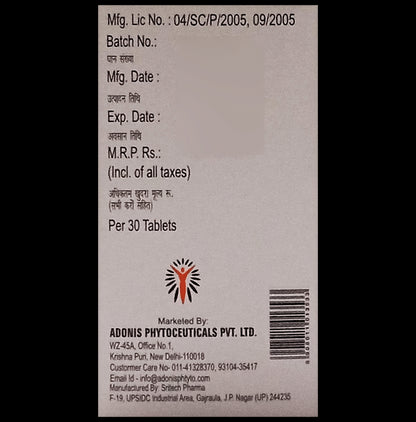 Mfg. Lic No. : 04/SC/P/2005, 09/2005
Batch No.:
पान संख्या
Mfg. Date :
उत्पादन तिथि
Exp. Date :
अवसान तिथि
M.R.P. Rs.:
(Incl. of all taxes)
अधिकतम खुदरा मूल्य रू.
(सभी करों सहित)
Per 30 Tablets
Marketed By:
ADONIS PHYTOCEUTICALS PVT. LTD.
WZ-45A, Office No.1,
Krishna Puri, New Delhi-110018
Custormer Care No- 011-41328370, 93104-35417
Email Id - info@adonisphyto.com
Manufactured By: Sritech Pharma
F-19, UPSIDC Industrial Area, Gajraula, J.P. Nagar (UP) 244235